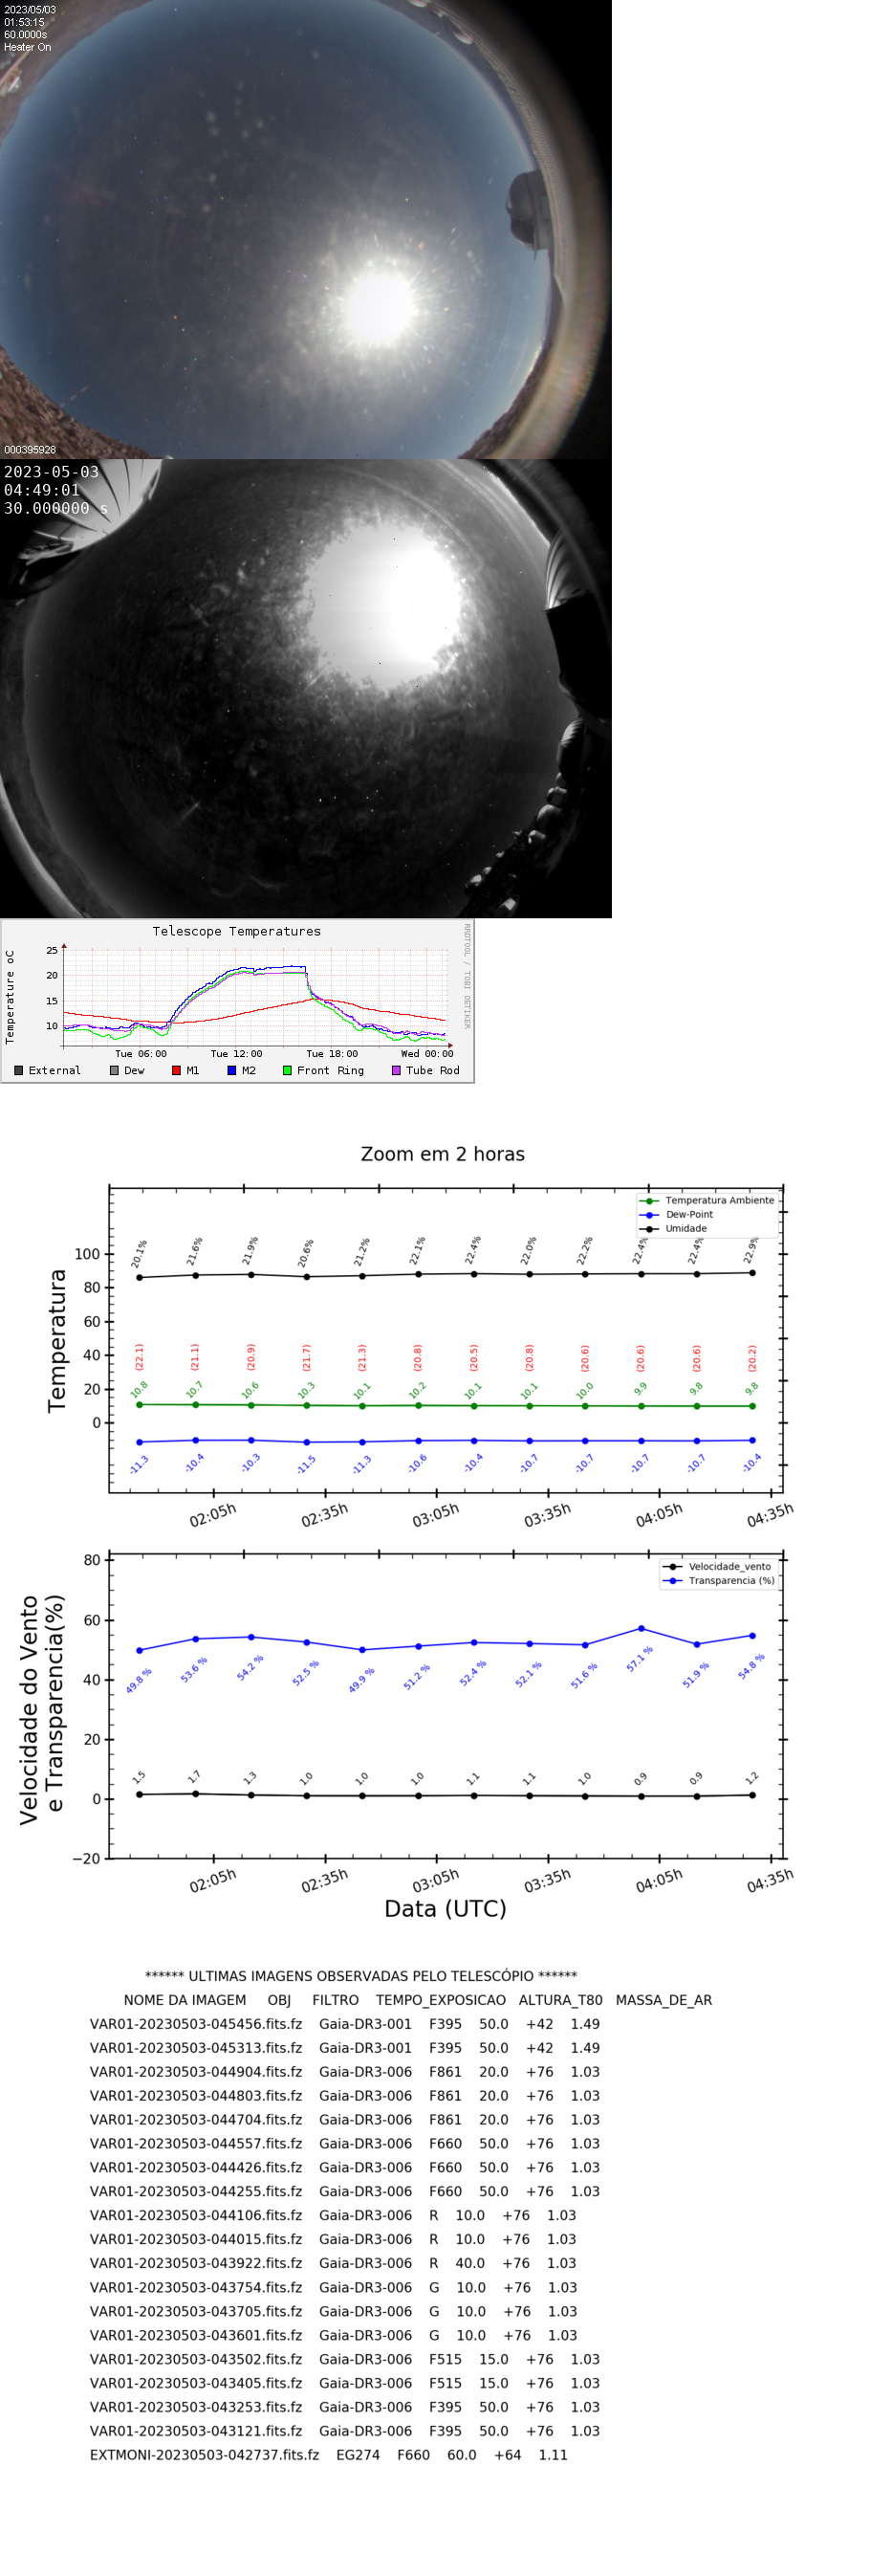 2023/05/03
01:53:15
60.0000s
Heater On
000395928
2023-05-03
04:49:01
30.000000 s
Telescope Temperatures
Temperature oC
RRDTOOL / TOBI OETIKER
25
20
15
10
Tue 06:00 Tue 12:00 Tue 18:00 Wed 00:00
External Dew M1 M2 Front Ring Tube Rod
Zoom em 2 horas
Temperatura Ambiente
Dew-Point
Umidade
Temperatura
100
80
60
40
20
0
20.1% 21.6% 21.9% 20.6% 21.2% 22.1% 22.4% 22.0% 22.2% 22.4% 22.4% 22.9%
(22.1) (21.1) (20.9) (21.7) (21.3) (20.8) (20.5) (20.8) (20.6) (20.6) (20.6) (20.2)
10.8 10.7 10.6 10.3 10.1 10.2 10.1 10.1 10.0 9.9 9.8 9.8
-11.3 -10.4 -10.3 -11.5 -11.3 -10.6 -10.4 -10.7 -10.7 -10.7 -10.7 -10.4
02:05h 02:35h 03:05h 03:35h 04:05h 04:35h
Velocidade_vento
Transparencia (%)
Velocidade do Vento
e Transparencia(%)
80
60
40
20
0
−20
49.8 % 53.6 % 54.2 % 52.5 % 49.9 % 51.2 % 52.4 % 52.1 % 51.6 % 57.1 % 51.9 % 54.8 %
1.5 1.7 1.3 1.0 1.0 1.0 1.1 1.1 1.0 0.9 0.9 1.2
02:05h 02:35h 03:05h 03:35h 04:05h 04:35h
Data (UTC)
****** ULTIMAS IMAGENS OBSERVADAS PELO TELESCÓPIO ******
NOME DA IMAGEM OBJ FILTRO TEMPO_EXPOSICAO ALTURA_T80 MASSA_DE_AR
VAR01-20230503-045456.fits.fz Gaia-DR3-001 F395 50.0 +42 1.49
VAR01-20230503-045313.fits.fz Gaia-DR3-001 F395 50.0 +42 1.49
VAR01-20230503-044904.fits.fz Gaia-DR3-006 F861 20.0 +76 1.03
VAR01-20230503-044803.fits.fz Gaia-DR3-006 F861 20.0 +76 1.03
VAR01-20230503-044704.fits.fz Gaia-DR3-006 F861 20.0 +76 1.03
VAR01-20230503-044557.fits.fz Gaia-DR3-006 F660 50.0 +76 1.03
VAR01-20230503-044426.fits.fz Gaia-DR3-006 F660 50.0 +76 1.03
VAR01-20230503-044255.fits.fz Gaia-DR3-006 F660 50.0 +76 1.03
VAR01-20230503-044106.fits.fz Gaia-DR3-006 R 10.0 +76 1.03
VAR01-20230503-044015.fits.fz Gaia-DR3-006 R 10.0 +76 1.03
VAR01-20230503-043922.fits.fz Gaia-DR3-006 R 40.0 +76 1.03
VAR01-20230503-043754.fits.fz Gaia-DR3-006 G 10.0 +76 1.03
VAR01-20230503-043705.fits.fz Gaia-DR3-006 G 10.0 +76 1.03
VAR01-20230503-043601.fits.fz Gaia-DR3-006 G 10.0 +76 1.03
VAR01-20230503-043502.fits.fz Gaia-DR3-006 F515 15.0 +76 1.03
VAR01-20230503-043405.fits.fz Gaia-DR3-006 F515 15.0 +76 1.03
VAR01-20230503-043253.fits.fz Gaia-DR3-006 F395 50.0 +76 1.03
VAR01-20230503-043121.fits.fz Gaia-DR3-006 F395 50.0 +76 1.03
EXTMONI-20230503-042737.fits.fz EG274 F660 60.0 +64 1.11